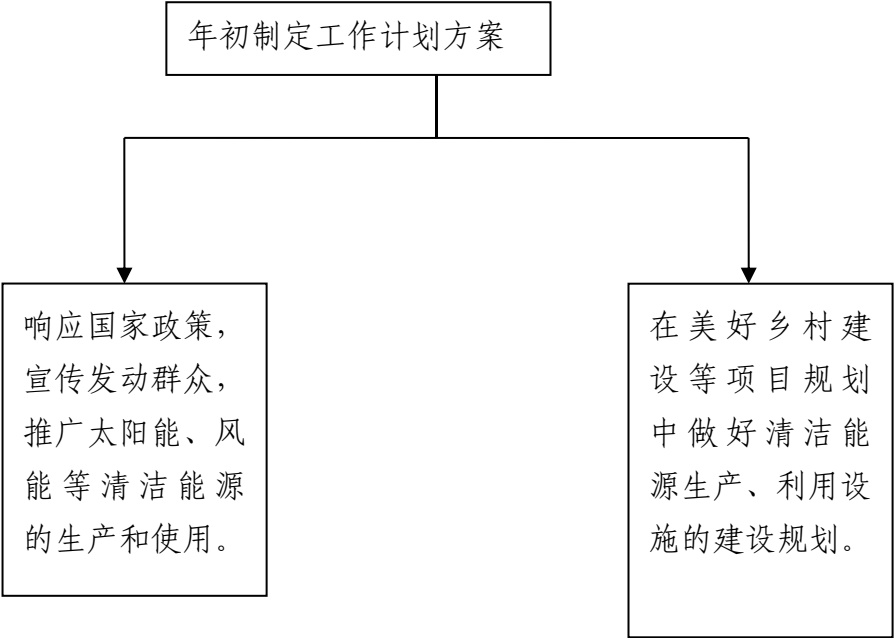 年初制定工作计划方案
响应国家政策，
宣传发动群众，
推广太阳能、风
能等清洁能源
的生产和使用。
在美好乡村建
设等项目规划
中做好清洁能
源生产、利用设
施的建设规划。